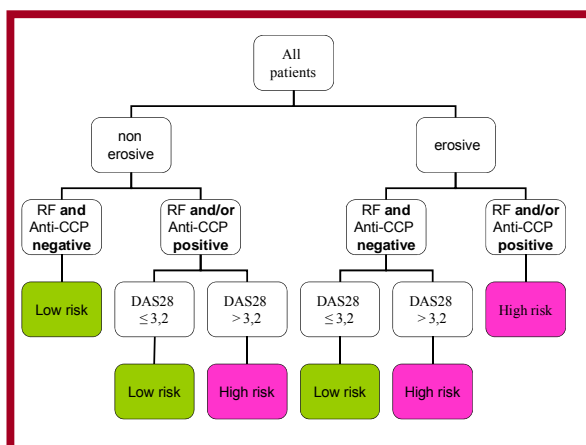 All
patients
non
erosive
erosive
RF and
Anti-CCP
negative
RF and/or
Anti-CCP
positive
RF and
Anti-CCP
negative
RF and/or
Anti-CCP
positive
Low risk
DAS28
≤ 3,2
DAS28
> 3,2
DAS28
≤ 3,2
DAS28
> 3,2
High risk
Low risk
High risk
Low risk
High risk